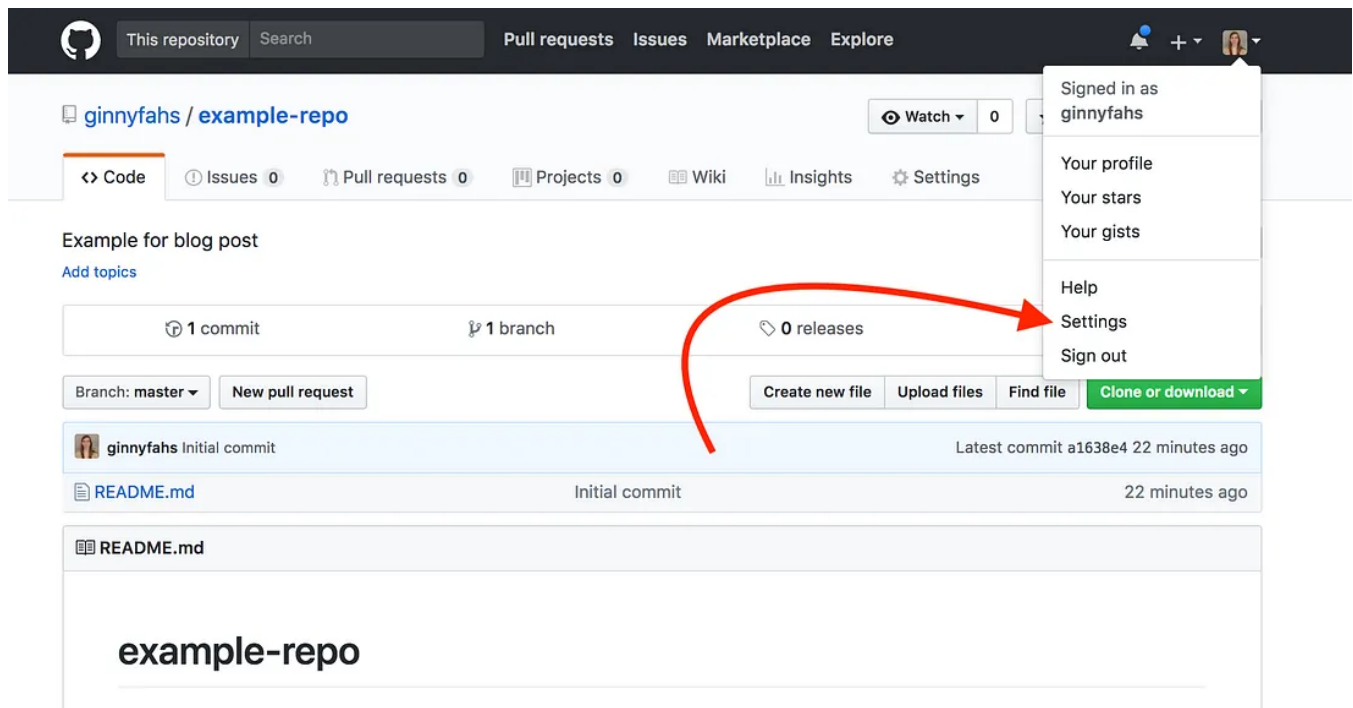 This repository Search Pull requests Issues Marketplace Explore
Signed in as
ginnyfahs
Your profile
Your stars
Your gists
Help
Settings
Sign out
ginnyfahs / example-repo
Watch 0
Code Issues 0 Pull requests 0 Projects 0 Wiki Insights Settings
Example for blog post
Add topics
1 commit 1 branch 0 releases
Branch: master New pull request Create new file Upload files Find file Clone or download
ginnyfahs Initial commit Latest commit a1638e4 22 minutes ago
README.md Initial commit 22 minutes ago
README.md
example-repo